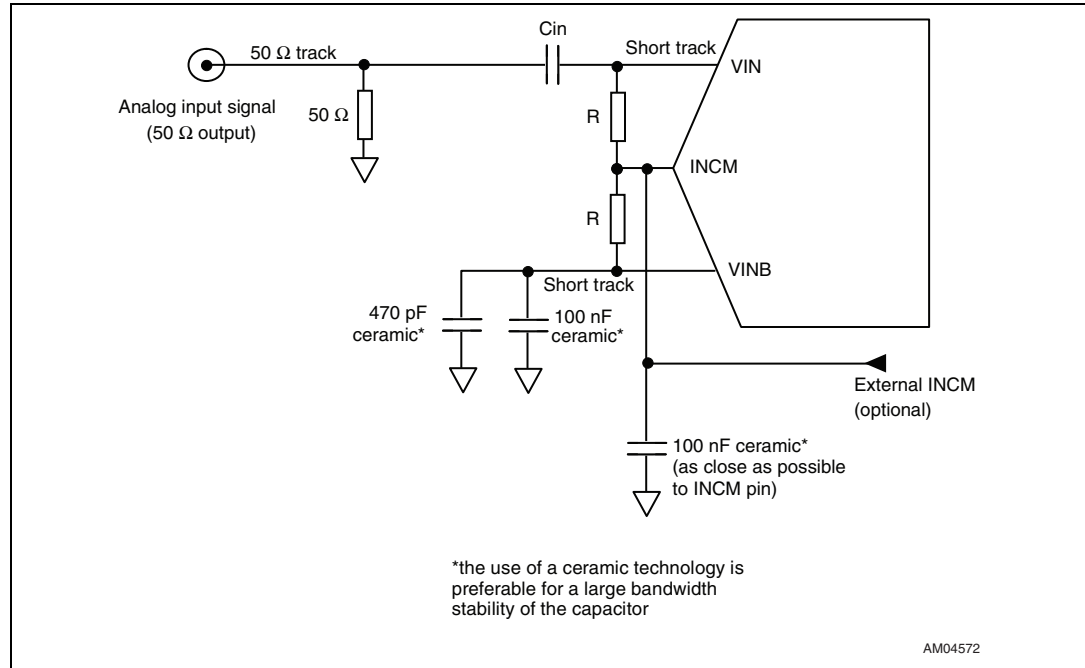 Cin
50 Ω track
Short track
VIN
Analog input signal
(50 Ω output)
50 Ω
R
INCM
R
VINB
Short track
470 pF
ceramic*
100 nF
ceramic*
External INCM
(optional)
100 nF ceramic*
(as close as possible
to INCM pin)
*the use of a ceramic technology is
preferable for a large bandwidth
stability of the capacitor
AM04572